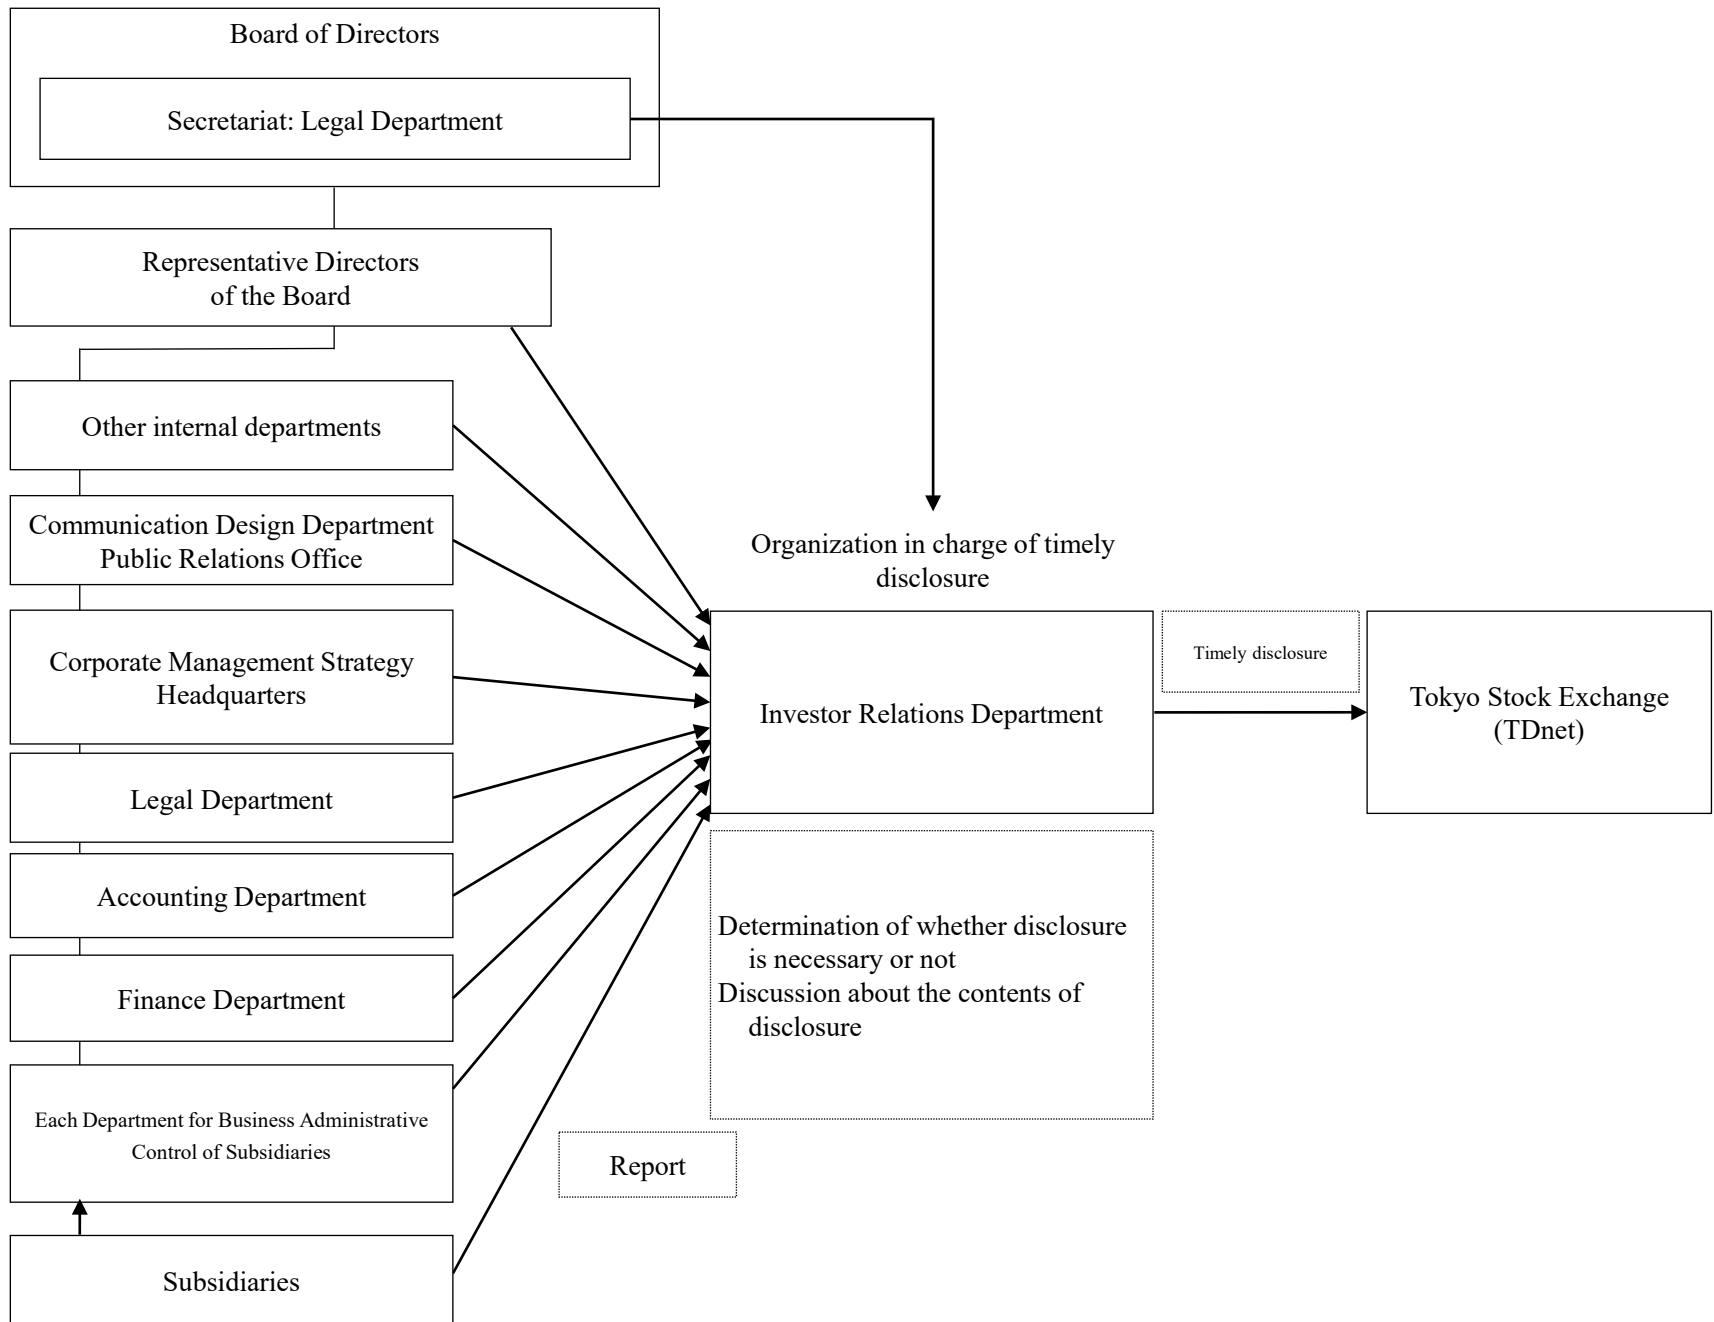 Board of Directors
Secretariat: Legal Department
Representative Directors
of the Board
Other internal departments
Communication Design Department
Public Relations Office
Corporate Management Strategy
Headquarters
Legal Department
Accounting Department
Finance Department
Each Department for Business Administrative
Control of Subsidiaries
Subsidiaries
Organization in charge of timely
disclosure
Investor Relations Department
Determination of whether disclosure
is necessary or not
Discussion about the contents of
disclosure
Report
Timely disclosure
Tokyo Stock Exchange
(TDnet)